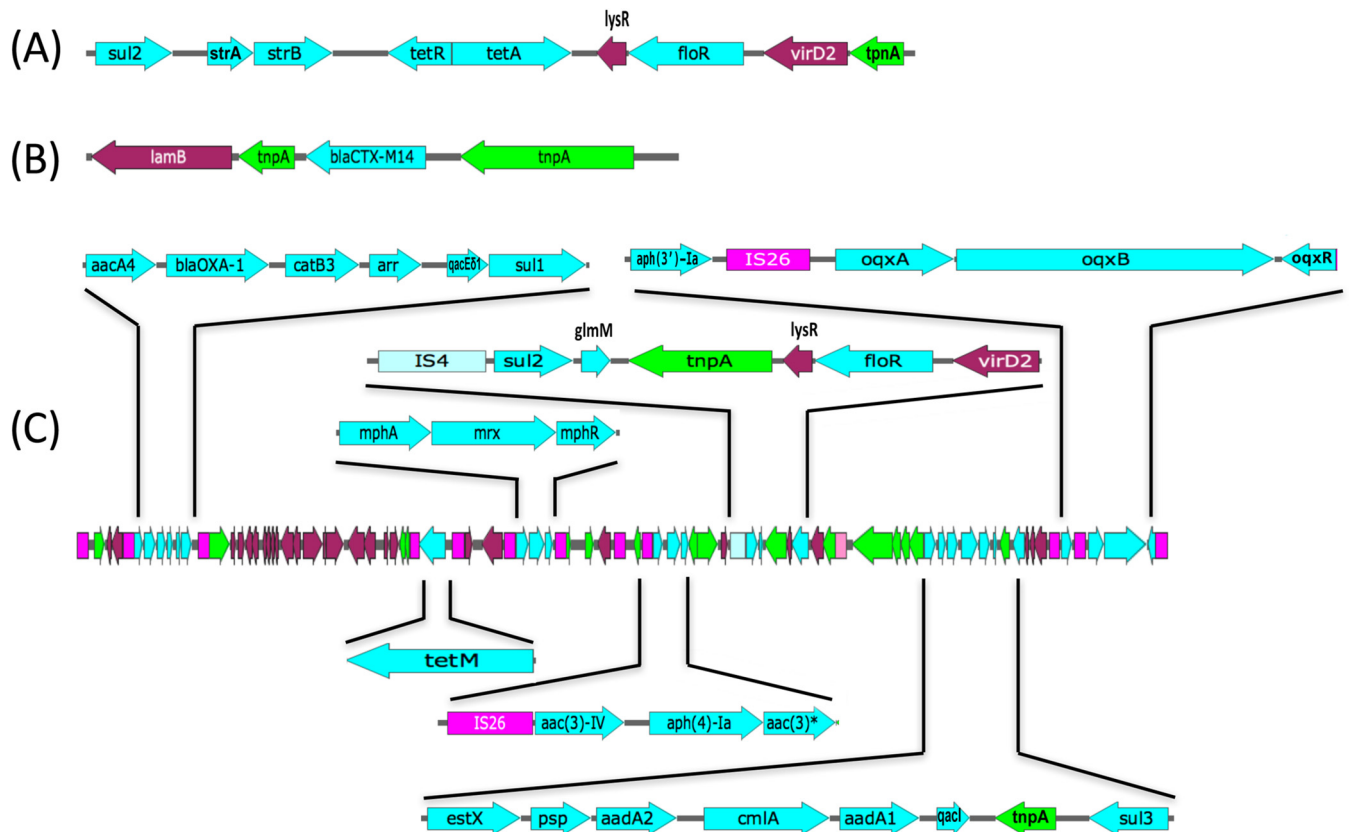 lysR
(A) sul2 strA strB tetR tetA floR virD2 tpnA
(B) lamB tnpA blaCTX-M14 tnpA
aacA4 blaOXA-1 catB3 arr qacEδ1 sul1
aph(3')-Ia IS26 oqxA oqxB oqxR
glmM lysR
IS4 sul2 tnpA floR virD2
(C)
mphA mrx mphR
tetM
IS26 aac(3)-IV aph(4)-Ia aac(3)*
estX psp aadA2 cmlA aadA1 qacI tnpA sul3